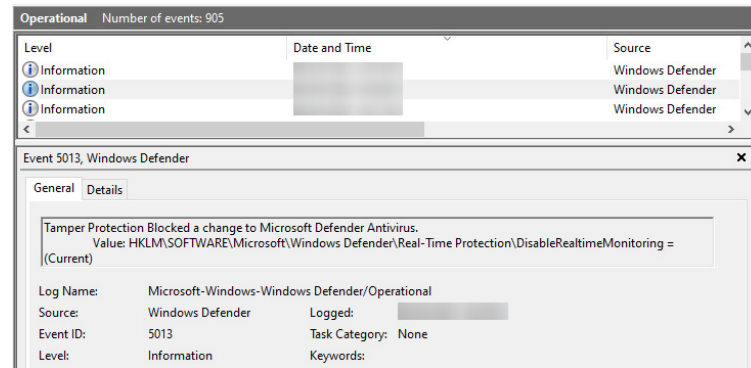 Operational Number of events: 905
Level Date and Time Source
Information Windows Defender
Information Windows Defender
Information Windows Defender
Event 5013, Windows Defender
General Details
Tamper Protection Blocked a change to Microsoft Defender Antivirus.
Value: HKLM\SOFTWARE\Microsoft\Windows Defender\Real-Time Protection\DisableRealtimeMonitoring =
(Current)
Log Name: Microsoft-Windows-Windows Defender/Operational
Source: Windows Defender Logged:
Event ID: 5013 Task Category: None
Level: Information Keywords: